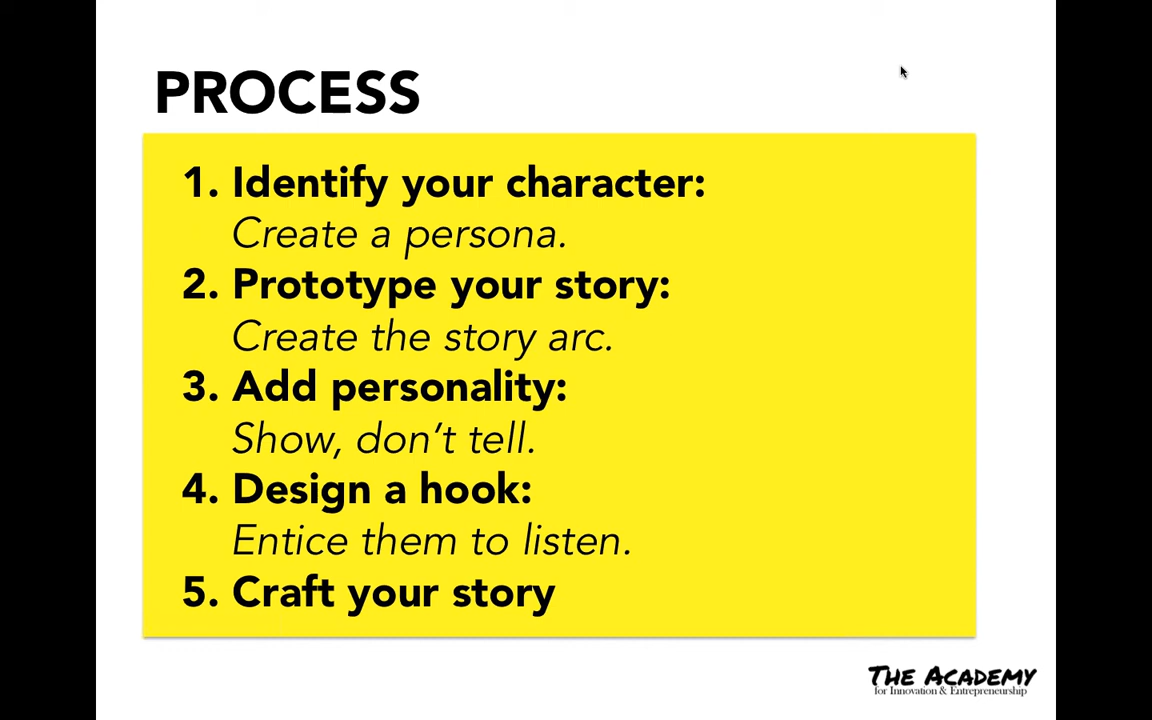 PROCESS
1. Identify your character:
Create a persona.
2. Prototype your story:
Create the story arc.
3. Add personality:
Show, don’t tell.
4. Design a hook:
Entice them to listen.
5. Craft your story
THE ACADEMY
for Innovation & Entrepreneurship